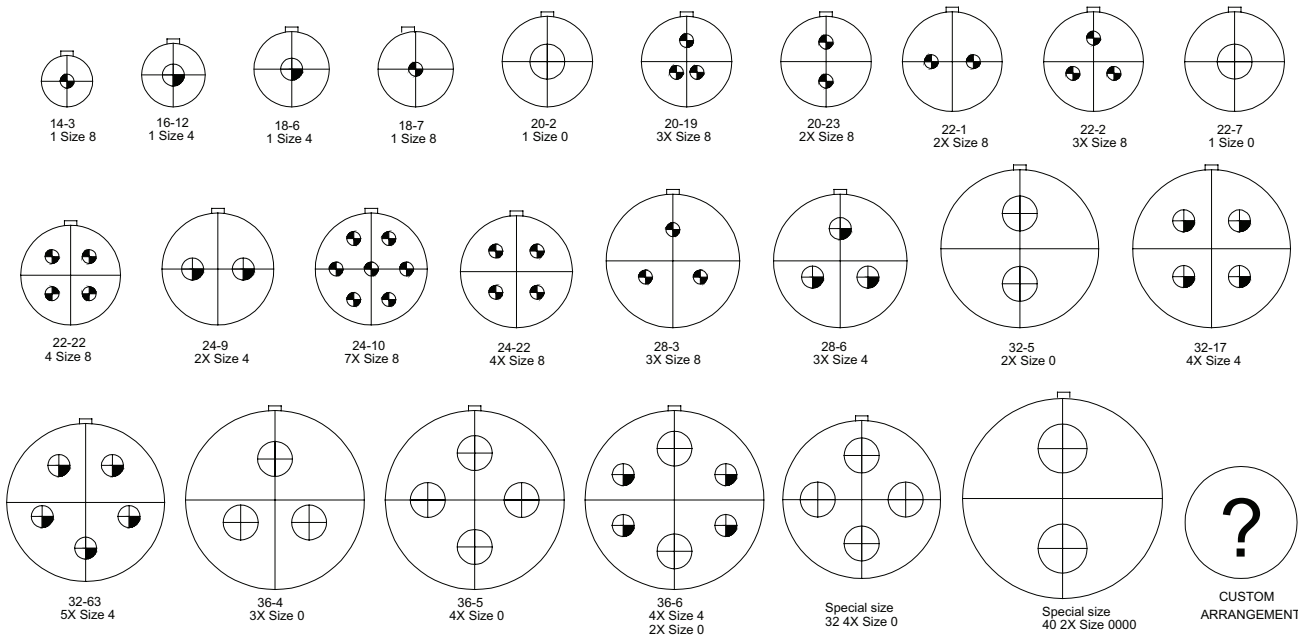 14-3
1 Size 8
16-12
1 Size 4
18-6
1 Size 4
18-7
1 Size 8
20-2
1 Size 0
20-19
3X Size 8
20-23
2X Size 8
22-1
2X Size 8
22-2
3X Size 8
22-7
1 Size 0
22-22
4 Size 8
24-9
2X Size 4
24-10
7X Size 8
24-22
4X Size 8
28-3
3X Size 8
28-6
3X Size 4
32-5
2X Size 0
32-17
4X Size 4
32-63
5X Size 4
36-4
3X Size 0
36-5
4X Size 0
36-6
4X Size 4
2X Size 0
Special size
32 4X Size 0
Special size
40 2X Size 0000
?
CUSTOM
ARRANGEMENT